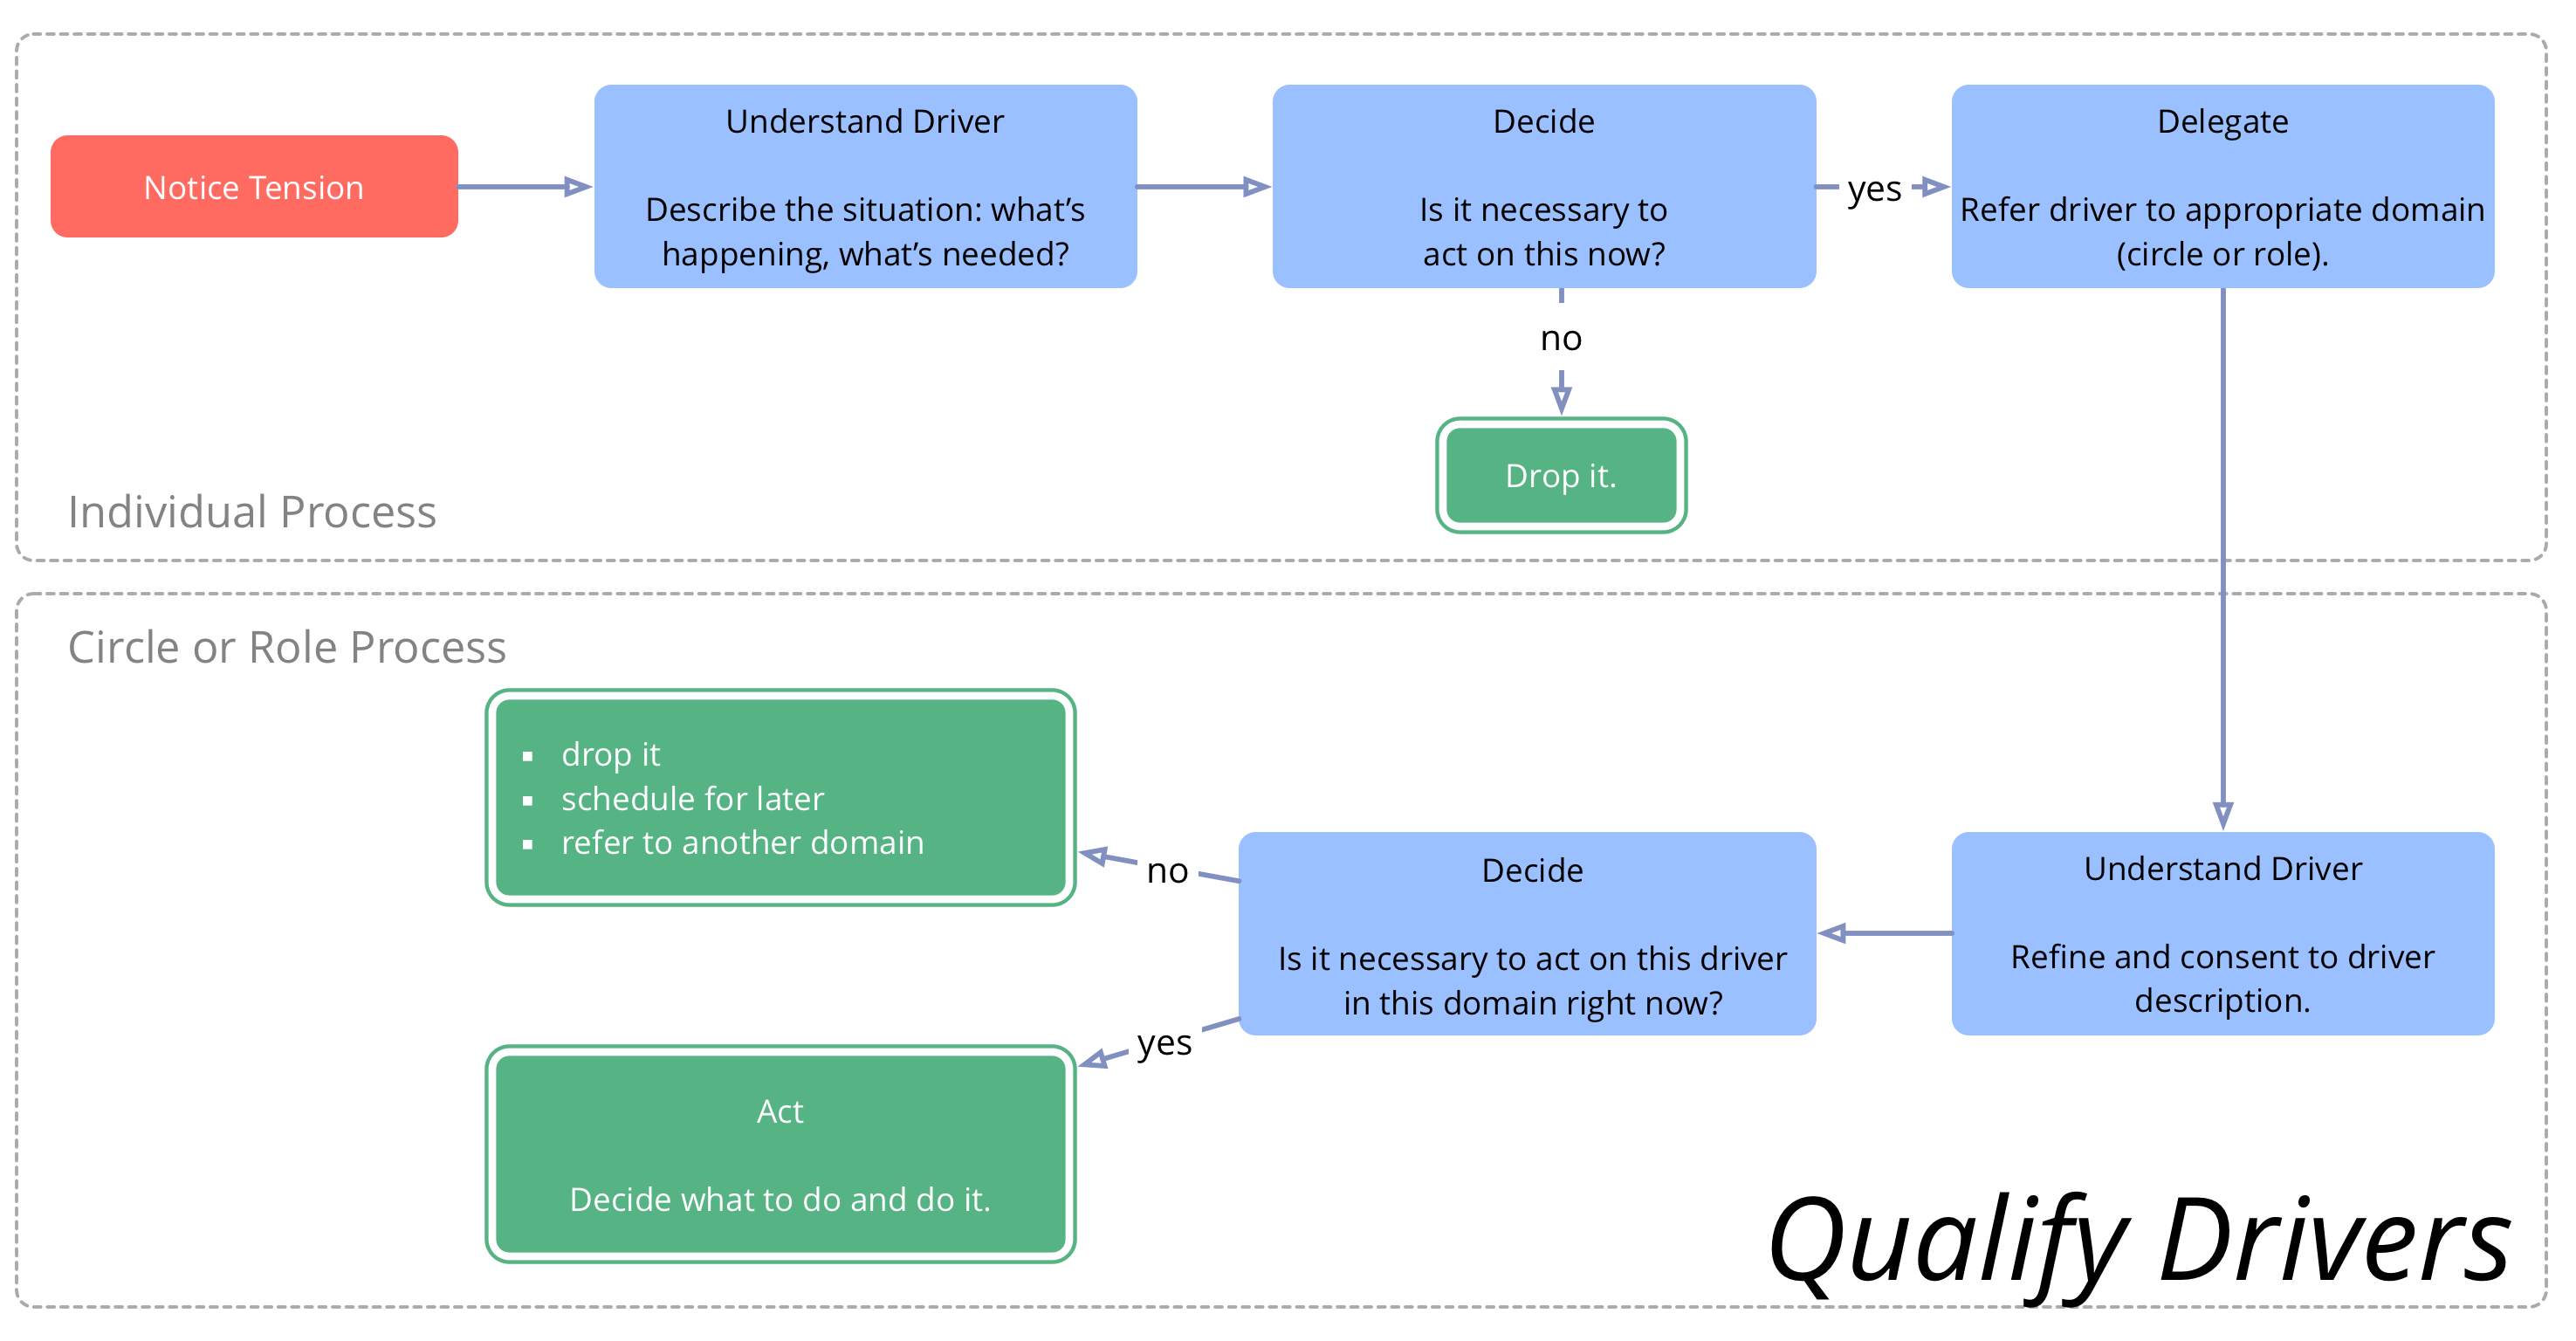 Notice Tension
Understand Driver
Describe the situation: what’s
happening, what’s needed?
Decide
Is it necessary to
act on this now?
yes
Delegate
Refer driver to appropriate domain
(circle or role).
no
Drop it.
Individual Process
Circle or Role Process
Understand Driver
Refine and consent to driver
description.
Decide
Is it necessary to act on this driver
in this domain right now?
no
▪ drop it
▪ schedule for later
▪ refer to another domain
yes
Act
Decide what to do and do it.
Qualify Drivers